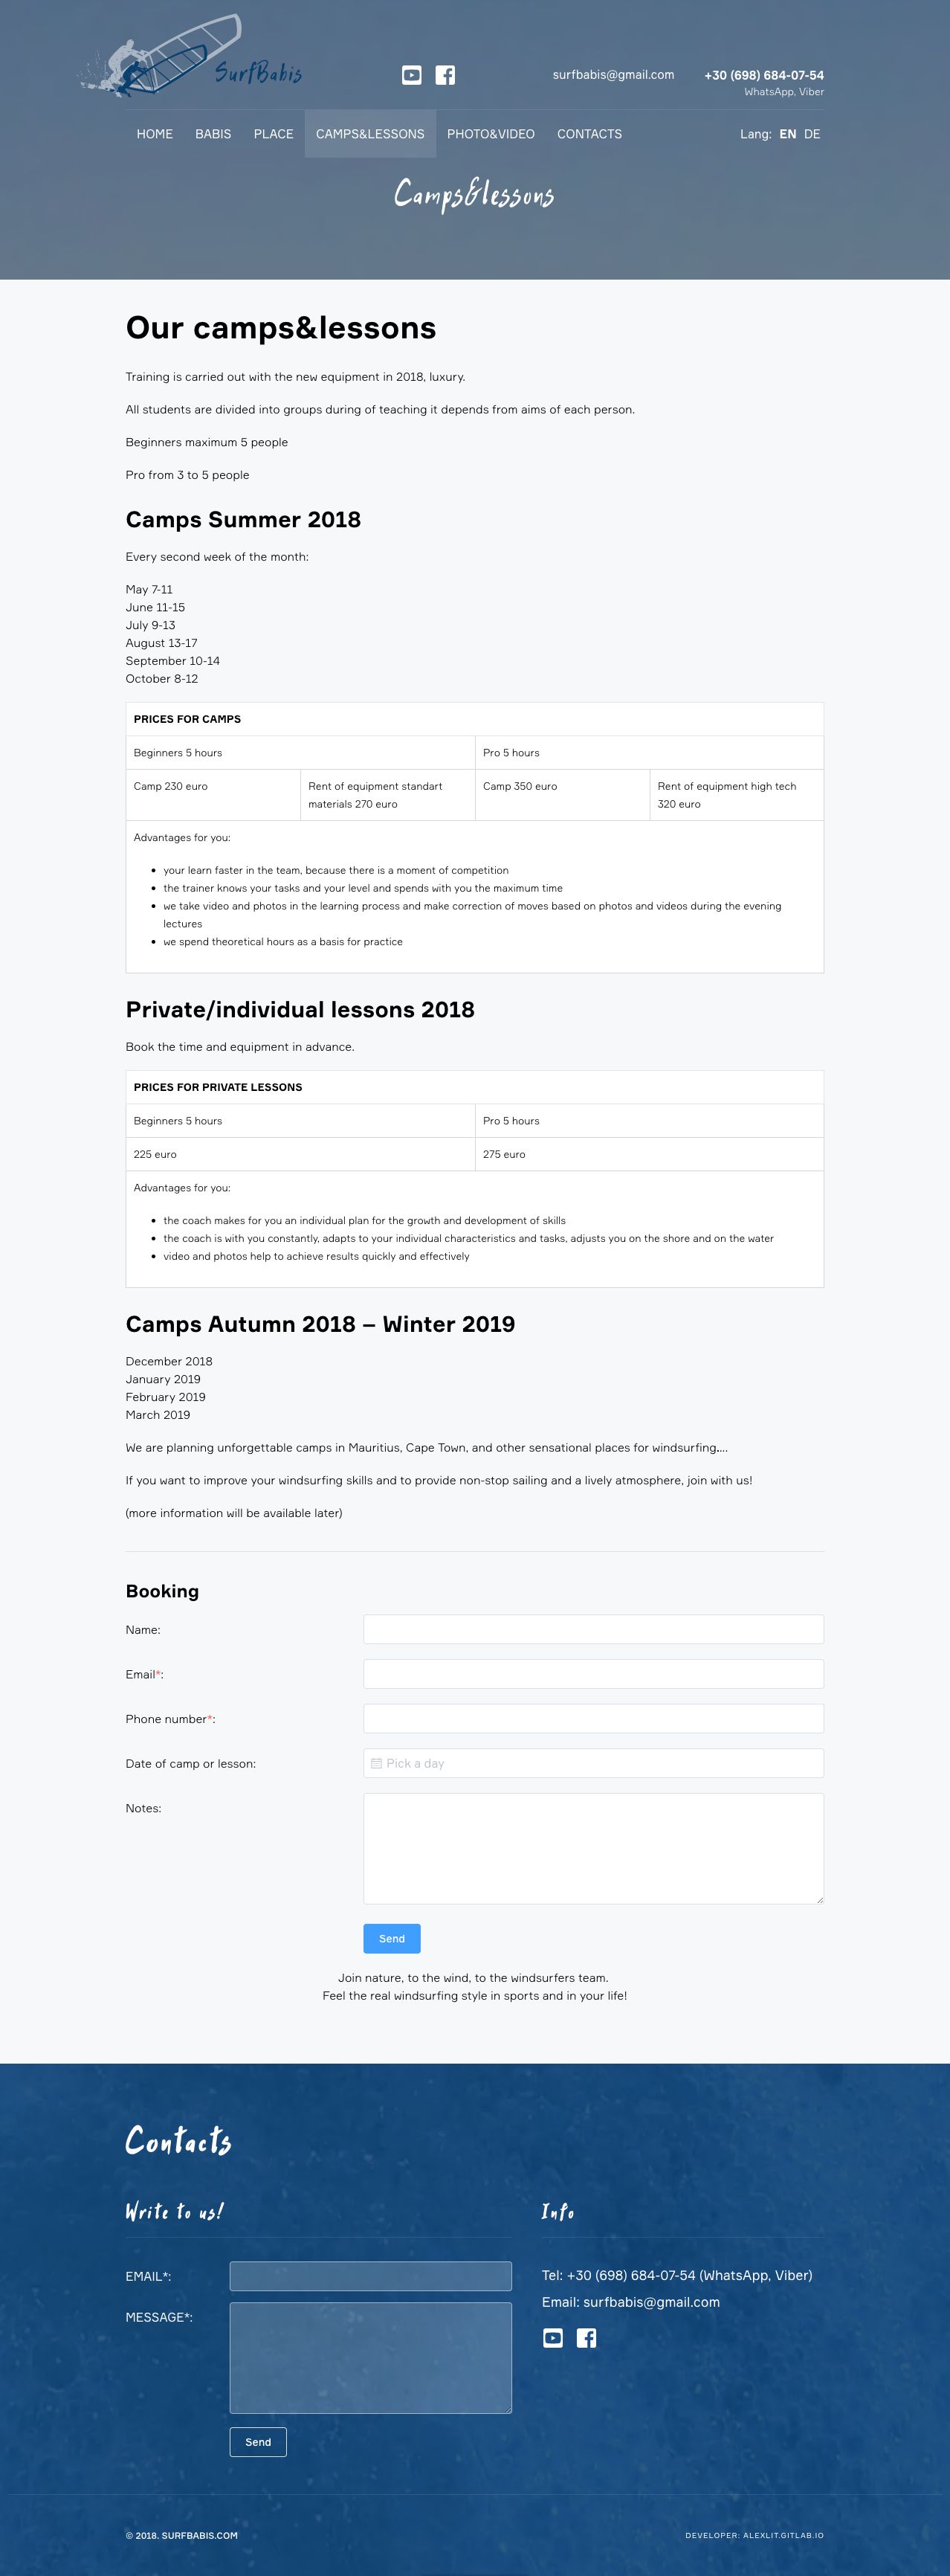 SurfBabis
surfbabis@gmail.com
+30 (698) 684-07-54
WhatsApp, Viber
HOME BABIS PLACE CAMPS&LESSONS PHOTO&VIDEO CONTACTS Lang: EN DE
Camps&lessons
Our camps&lessons
Training is carried out with the new equipment in 2018, luxury.
All students are divided into groups during of teaching it depends from aims of each person.
Beginners maximum 5 people
Pro from 3 to 5 people
Camps Summer 2018
Every second week of the month:
May 7-11
June 11-15
July 9-13
August 13-17
September 10-14
October 8-12
PRICES FOR CAMPS
Beginners 5 hours
Pro 5 hours
Camp 230 euro
Rent of equipment standart
materials 270 euro
Camp 350 euro
Rent of equipment high tech
320 euro
Advantages for you:
• your learn faster in the team, because there is a moment of competition
• the trainer knows your tasks and your level and spends with you the maximum time
• we take video and photos in the learning process and make correction of moves based on photos and videos during the evening
lectures
• we spend theoretical hours as a basis for practice
Private/individual lessons 2018
Book the time and equipment in advance.
PRICES FOR PRIVATE LESSONS
Beginners 5 hours
Pro 5 hours
225 euro
275 euro
Advantages for you:
• the coach makes for you an individual plan for the growth and development of skills
• the coach is with you constantly, adapts to your individual characteristics and tasks, adjusts you on the shore and on the water
• video and photos help to achieve results quickly and effectively
Camps Autumn 2018 – Winter 2019
December 2018
January 2019
February 2019
March 2019
We are planning unforgettable camps in Mauritius, Cape Town, and other sensational places for windsurfing....
If you want to improve your windsurfing skills and to provide non-stop sailing and a lively atmosphere, join with us!
(more information will be available later)
Booking
Name:
Email*:
Phone number*:
Date of camp or lesson:
Pick a day
Notes:
Send
Join nature, to the wind, to the windsurfers team.
Feel the real windsurfing style in sports and in your life!
Contacts
Write to us!
EMAIL*:
MESSAGE*:
Send
Info
Tel: +30 (698) 684-07-54 (WhatsApp, Viber)
Email: surfbabis@gmail.com
© 2018. SURFBABIS.COM
DEVELOPER: ALEXLIT.GITLAB.IO